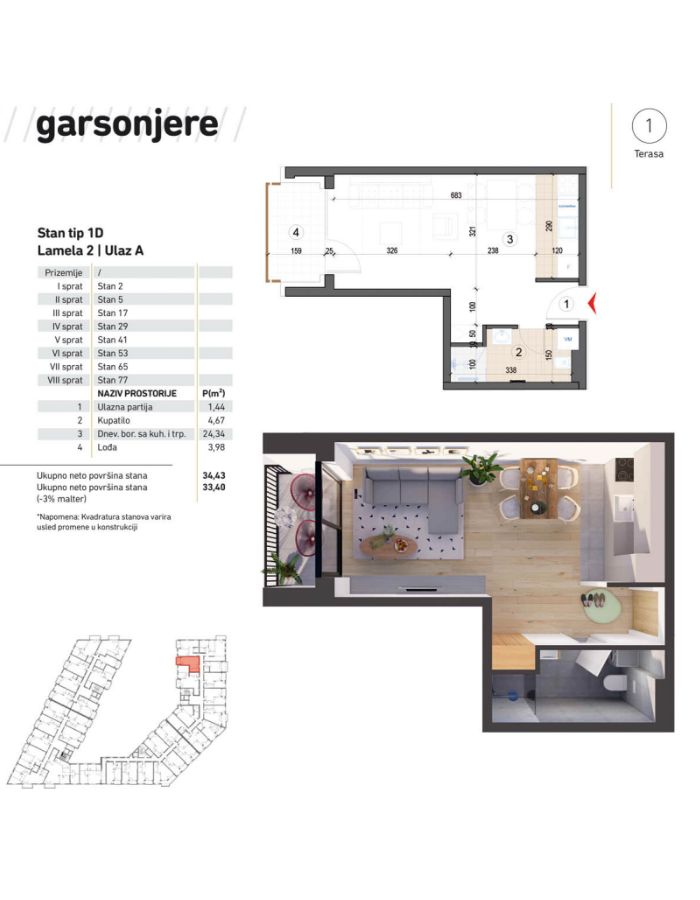 garsonjere
1
Terasa
Stan tip 1D
Lamela 2 | Ulaz A
Prizemlje /
I sprat Stan 2
II sprat Stan 5
III sprat Stan 17
IV sprat Stan 29
V sprat Stan 41
VI sprat Stan 53
VII sprat Stan 65
VIII sprat Stan 77
NAZIV PROSTORIJE P(m²)
1 Ulazna partija 1,44
2 Kupatilo 4,67
3 Dnev. bor. sa kuh. i trp. 24,34
4 Lođa 3,98
Ukupno neto površina stana 34,43
Ukupno neto površina stana 33,40
(-3% malter)
*Napomena: Kvadratura stanova varira
usled promene u konstrukciji
683
4
321
3
290
159 25 326 238 120
100
1
50
2
VM
100
338
150